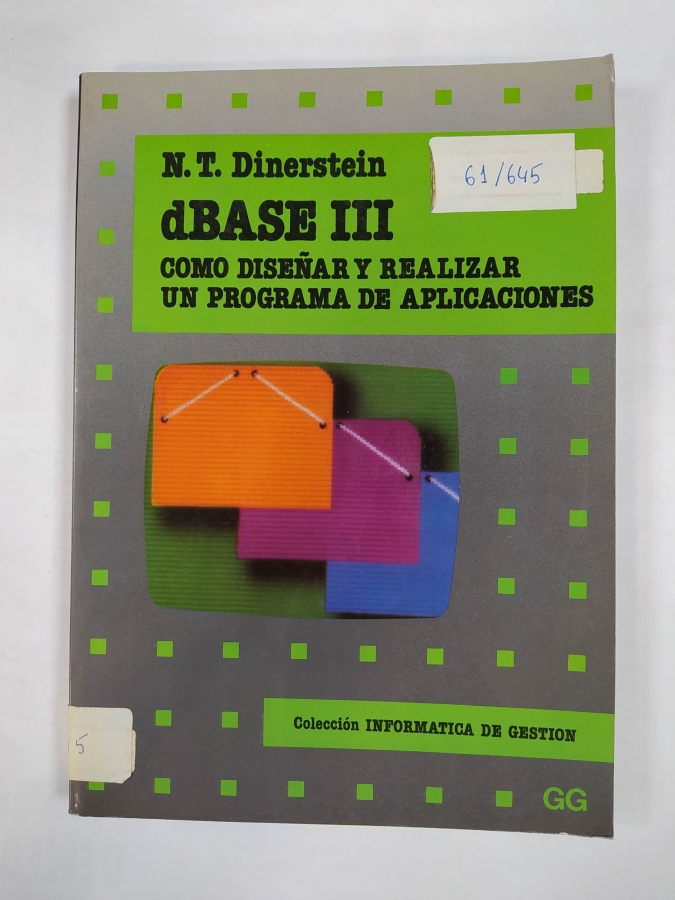 N. T. Dinerstein
61/645
dBASE III
COMO DISEÑAR Y REALIZAR
UN PROGRAMA DE APLICACIONES
Colección INFORMATICA DE GESTION
5
GG